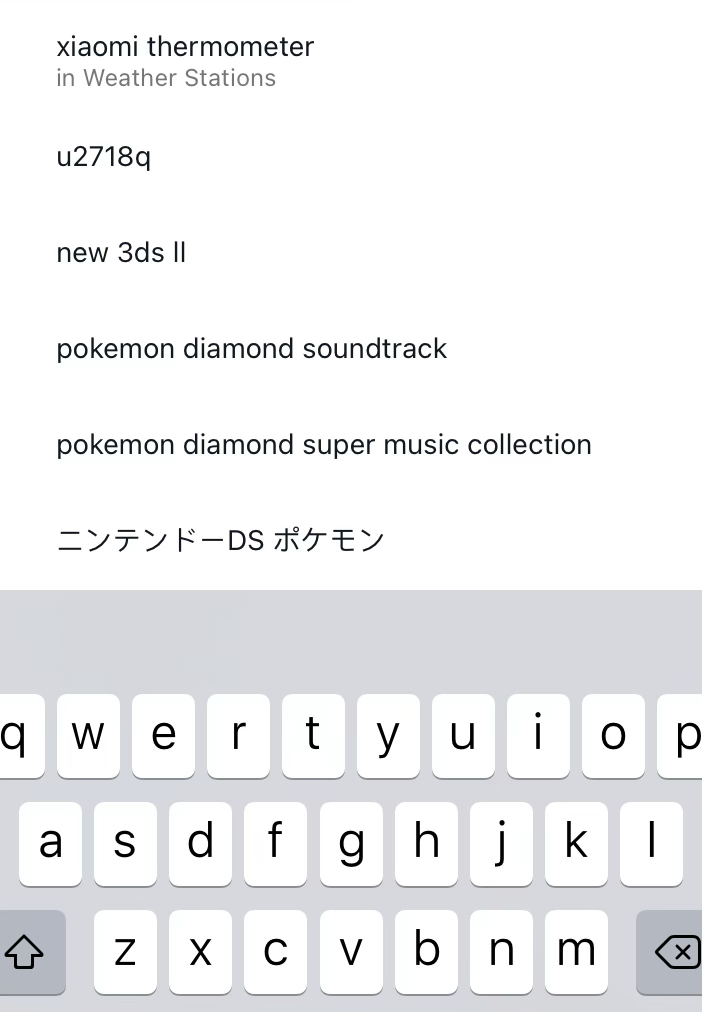 xiaomi thermometer
in Weather Stations
u2718q
new 3ds ll
pokemon diamond soundtrack
pokemon diamond super music collection
ニンテンドーDS ポケモン
q w e r t y u i o p
a s d f g h j k l
z x c v b n m